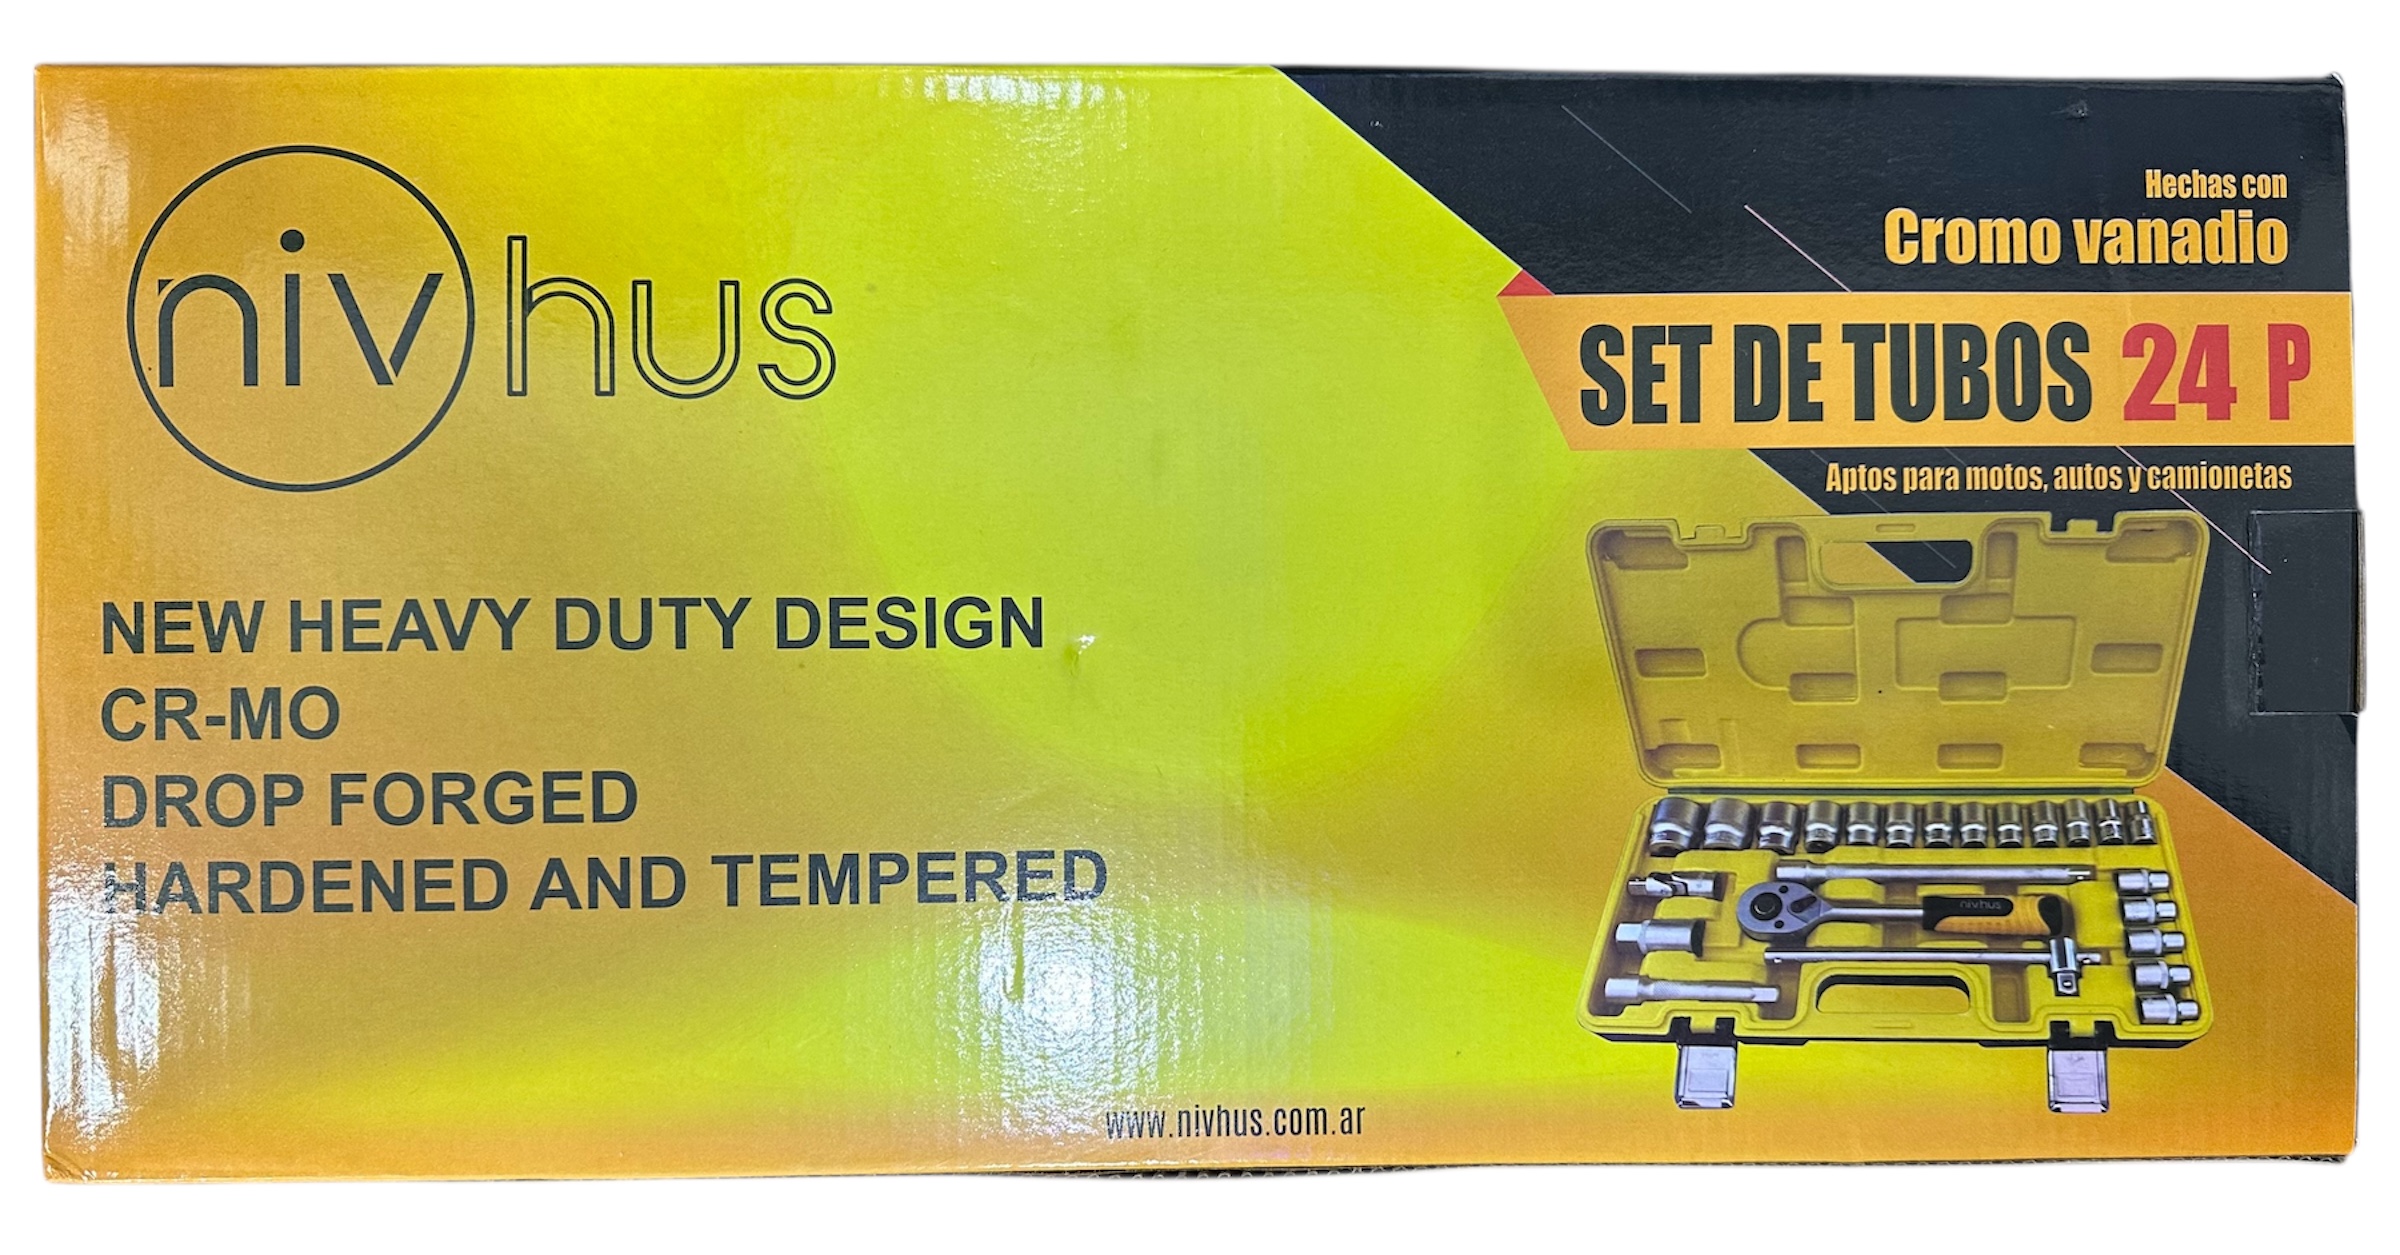 nivhus
NEW HEAVY DUTY DESIGN
CR-MO
DROP FORGED
HARDENED AND TEMPERED
Hechas con
Cromo vanadio
SET DE TUBOS 24 P
Aptos para motos, autos y camionetas
nivhus
www.nivhus.com.ar